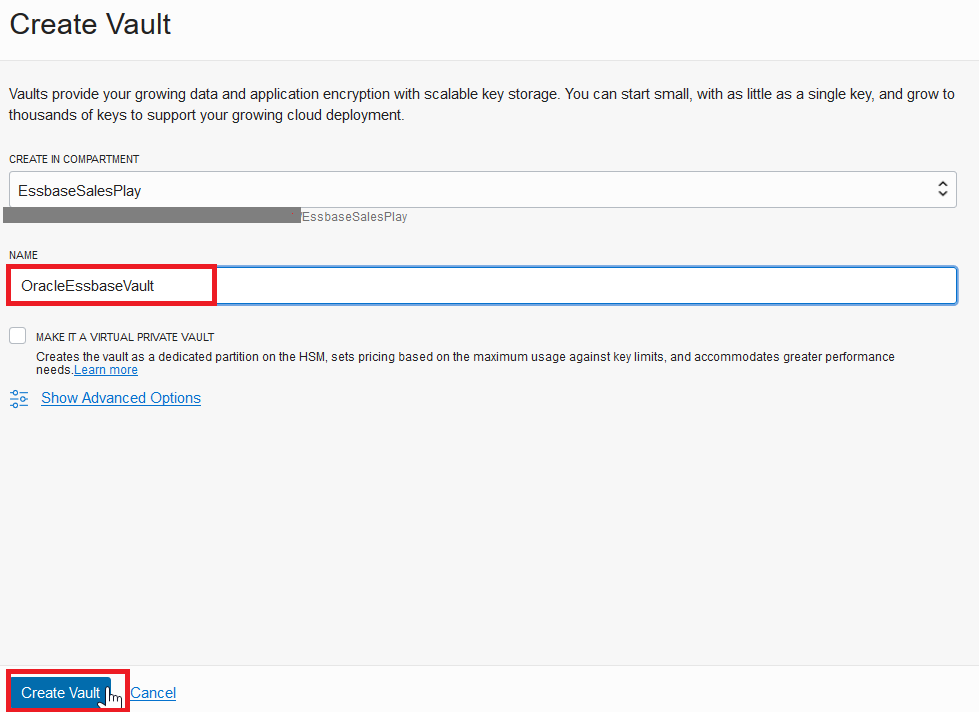 Create Vault
Vaults provide your growing data and application encryption with scalable key storage. You can start small, with as little as a single key, and grow to
thousands of keys to support your growing cloud deployment.
CREATE IN COMPARTMENT
EssbaseSalesPlay
/EssbaseSalesPlay
NAME
OracleEssbaseVault
MAKE IT A VIRTUAL PRIVATE VAULT
Creates the vault as a dedicated partition on the HSM, sets pricing based on the maximum usage against key limits, and accommodates greater performance
needs.Learn more
Show Advanced Options
Create Vault Cancel